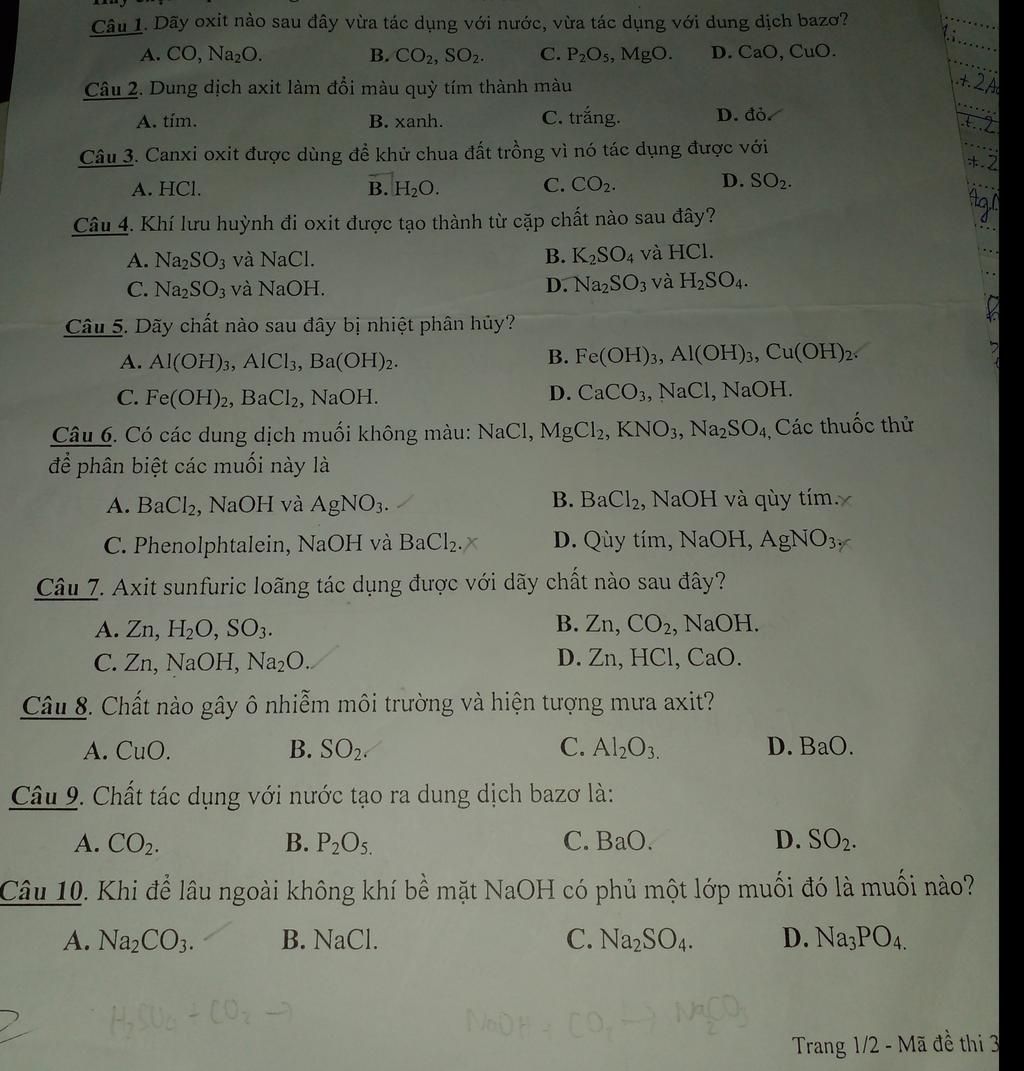 Câu 1. Dãy oxit nào sau đây vừa tác dụng với nước, vừa tác dụng với dung dịch bazơ?
A. CO, Na₂O. B. CO₂, SO₂. C. P₂O₅, MgO. D. CaO, CuO.
Câu 2. Dung dịch axit làm đổi màu quỳ tím thành màu
A. tím. B. xanh. C. trắng. D. đỏ.
Câu 3. Canxi oxit được dùng để khử chua đất trồng vì nó tác dụng được với
A. HCl. B. H₂O. C. CO₂. D. SO₂.
Câu 4. Khí lưu huỳnh đi oxit được tạo thành từ cặp chất nào sau đây?
A. Na₂SO₃ và NaCl. B. K₂SO₄ và HCl.
C. Na₂SO₃ và NaOH. D. Na₂SO₃ và H₂SO₄.
Câu 5. Dãy chất nào sau đây bị nhiệt phân hủy?
A. Al(OH)₃, AlCl₃, Ba(OH)₂. B. Fe(OH)₃, Al(OH)₃, Cu(OH)₂.
C. Fe(OH)₂, BaCl₂, NaOH. D. CaCO₃, NaCl, NaOH.
Câu 6. Có các dung dịch muối không màu: NaCl, MgCl₂, KNO₃, Na₂SO₄, Các thuốc thử
để phân biệt các muối này là
A. BaCl₂, NaOH và AgNO₃. B. BaCl₂, NaOH và qùy tím.
C. Phenolphtalein, NaOH và BaCl₂. D. Qùy tím, NaOH, AgNO₃.
Câu 7. Axit sunfuric loãng tác dụng được với dãy chất nào sau đây?
A. Zn, H₂O, SO₃. B. Zn, CO₂, NaOH.
C. Zn, NaOH, Na₂O. D. Zn, HCl, CaO.
Câu 8. Chất nào gây ô nhiễm môi trường và hiện tượng mưa axit?
A. CuO. B. SO₂. C. Al₂O₃. D. BaO.
Câu 9. Chất tác dụng với nước tạo ra dung dịch bazơ là:
A. CO₂. B. P₂O₅. C. BaO. D. SO₂.
Câu 10. Khi để lâu ngoài không khí bề mặt NaOH có phủ một lớp muối đó là muối nào?
A. Na₂CO₃. B. NaCl. C. Na₂SO₄. D. Na₃PO₄.
H₂SO₄ + CO₂ → NaOH + CO₂ → Na₂CO₃
Trang 1/2 - Mã đề thi 3